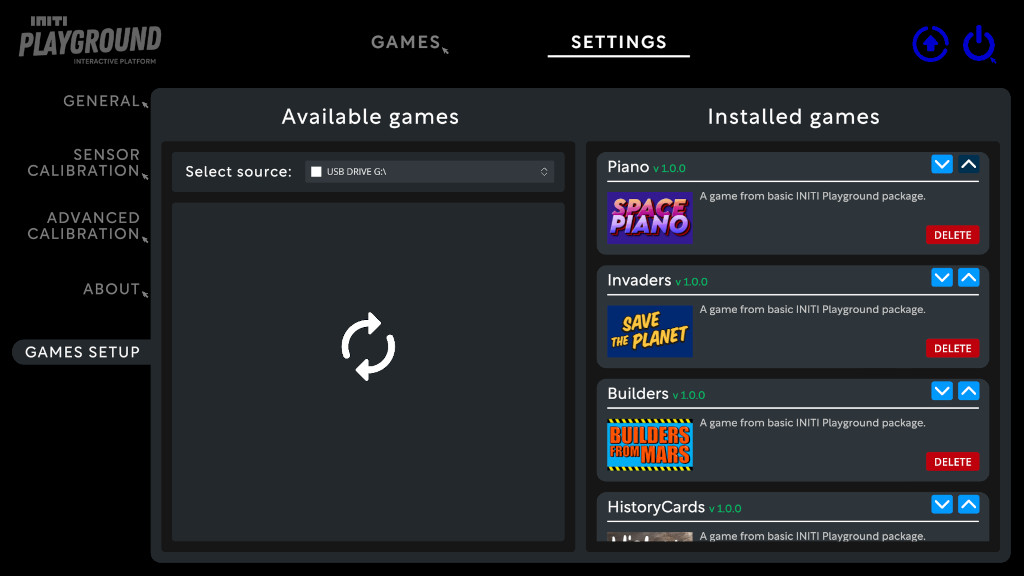 INITI
PLAYGROUND
INTERACTIVE PLATFORM
GAMES
SETTINGS
GENERAL
SENSOR
CALIBRATION
ADVANCED
CALIBRATION
ABOUT
GAMES SETUP
Available games
Select source:
USB DRIVE G:\
Installed games
Piano v 1.0.0
A game from basic INITI Playground package.
SPACE
PIANO
DELETE
Invaders v 1.0.0
A game from basic INITI Playground package.
SAVE
THE PLANET
DELETE
Builders v 1.0.0
A game from basic INITI Playground package.
BUILDERS
FROM MARS
DELETE
HistoryCards v 1.0.0
A game from basic INITI Playground package.